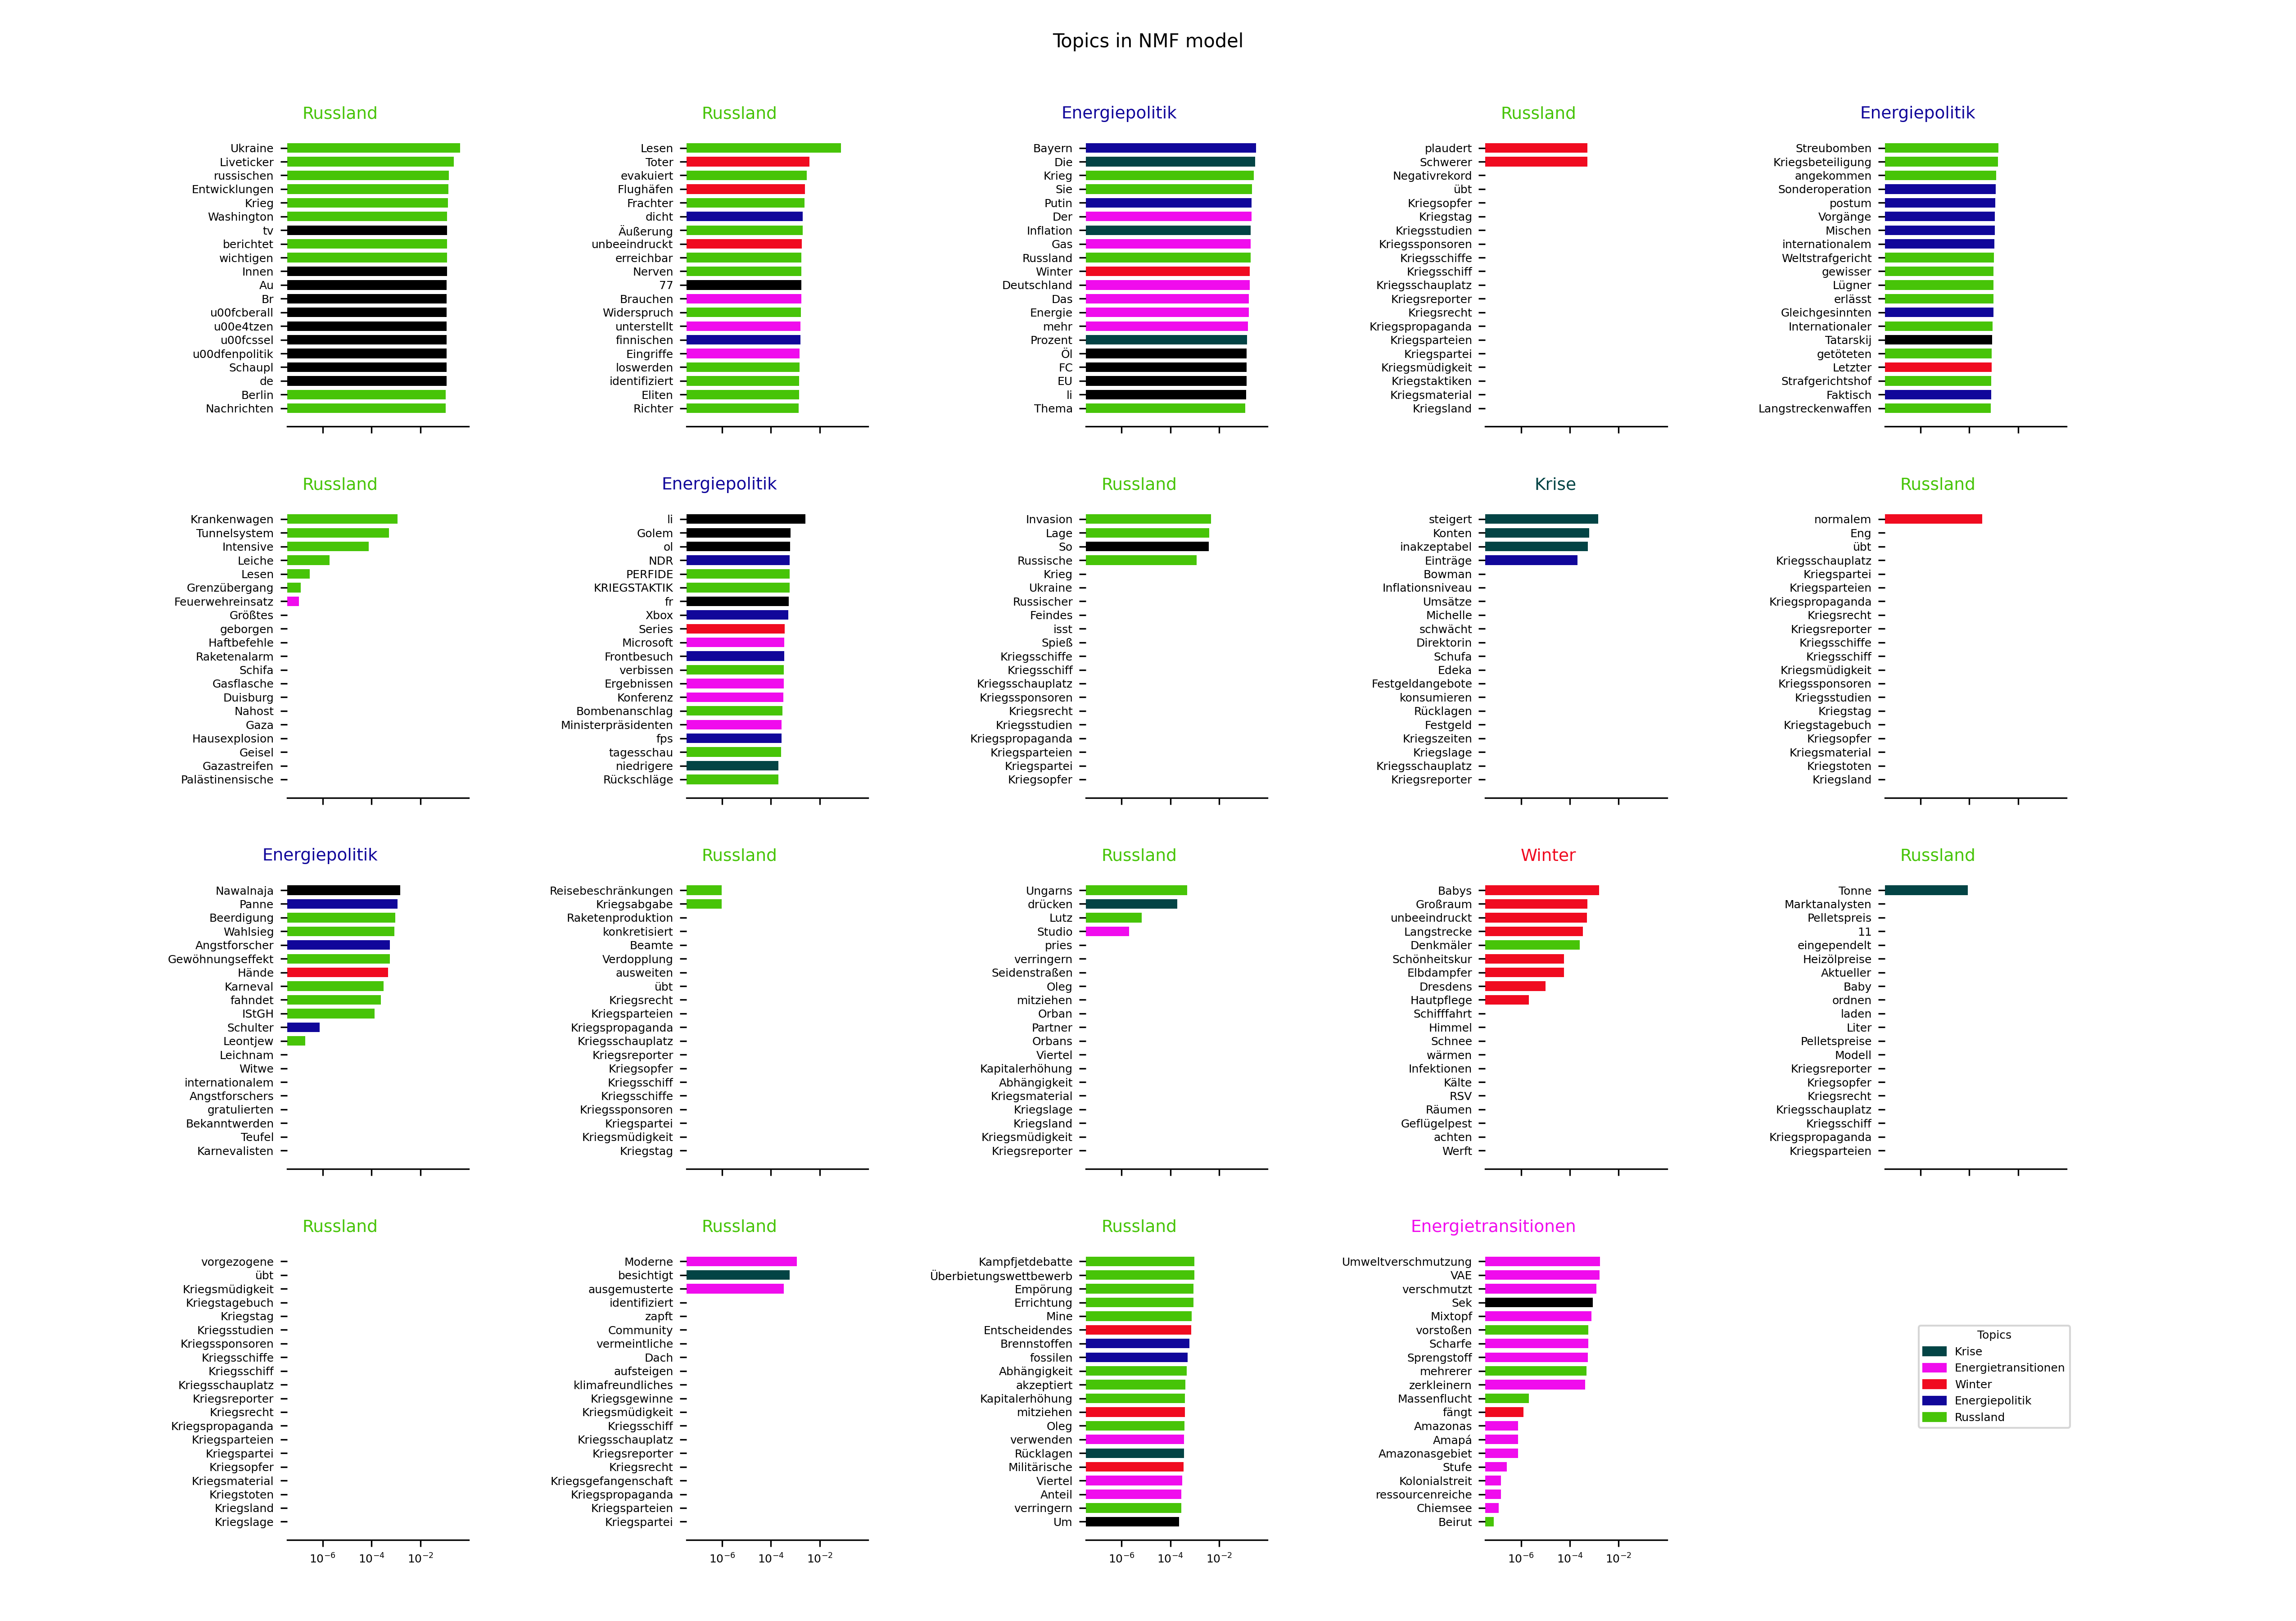 Topics in NMF model
Russland
Ukraine
Liveticker
russischen
Entwicklungen
Krieg
Washington
tv
berichtet
wichtigen
Innen
Au
Br
u00fcberall
u00e4tzen
u00fcssel
u00dfenpolitik
Schaupl
de
Berlin
Nachrichten
Russland
Lesen
Toter
evakuiert
Flughäfen
Frachter
dicht
Äußerung
unbeeindruckt
erreichbar
Nerven
77
Brauchen
Widerspruch
unterstellt
finnischen
Eingriffe
loswerden
identifiziert
Eliten
Richter
Energiepolitik
Bayern
Die
Krieg
Sie
Putin
Der
Inflation
Gas
Russland
Winter
Deutschland
Das
Energie
mehr
Prozent
Öl
FC
EU
li
Thema
Russland
plaudert
Schwerer
Negativrekord
übt
Kriegsopfer
Kriegstag
Kriegsstudien
Kriegssponsoren
Kriegsschiffe
Kriegsschiff
Kriegsschauplatz
Kriegsreporter
Kriegsrecht
Kriegspropaganda
Kriegsparteien
Kriegspartei
Kriegsmüdigkeit
Kriegstaktiken
Kriegsmaterial
Kriegsland
Energiepolitik
Streubomben
Kriegsbeteiligung
angekommen
Sonderoperation
postum
Vorgänge
Mischen
internationalem
Weltstrafgericht
gewisser
Lügner
erlässt
Gleichgesinnten
Internationaler
Tatarskij
getöteten
Letzter
Strafgerichtshof
Faktisch
Langstreckenwaffen
Russland
Krankenwagen
Tunnelsystem
Intensive
Leiche
Lesen
Grenzübergang
Feuerwehreinsatz
Größtes
geborgen
Haftbefehle
Raketenalarm
Schifa
Gasflasche
Duisburg
Nahost
Gaza
Hausexplosion
Geisel
Gazastreifen
Palästinensische
Energiepolitik
li
Golem
ol
NDR
PERFIDE
KRIEGSTAKTIK
fr
Xbox
Series
Microsoft
Frontbesuch
verbissen
Ergebnissen
Konferenz
Bombenanschlag
Ministerpräsidenten
fps
tagesschau
niedrigere
Rückschläge
Russland
Invasion
Lage
So
Russische
Krieg
Ukraine
Russischer
Feindes
isst
Spieß
Kriegsschiffe
Kriegsschiff
Kriegsschauplatz
Kriegssponsoren
Kriegsrecht
Kriegsstudien
Kriegspropaganda
Kriegsparteien
Kriegspartei
Kriegsopfer
Krise
steigert
Konten
inakzeptabel
Einträge
Bowman
Inflationsniveau
Umsätze
Michelle
schwächt
Direktorin
Schufa
Edeka
Festgeldangebote
konsumieren
Rücklagen
Festgeld
Kriegszeiten
Kriegslage
Kriegsschauplatz
Kriegsreporter
Russland
normalem
Eng
übt
Kriegsschauplatz
Kriegspartei
Kriegsparteien
Kriegspropaganda
Kriegsrecht
Kriegsreporter
Kriegsschiffe
Kriegsschiff
Kriegsmüdigkeit
Kriegssponsoren
Kriegsstudien
Kriegstag
Kriegstagebuch
Kriegsopfer
Kriegsmaterial
Kriegstoten
Kriegsland
Energiepolitik
Nawalnaja
Panne
Beerdigung
Wahlsieg
Angstforscher
Gewöhnungseffekt
Hände
Karneval
fahndet
IStGH
Schulter
Leontjew
Leichnam
Witwe
internationalem
Angstforschers
gratulierten
Bekanntwerden
Teufel
Karnevalisten
Russland
Reisebeschränkungen
Kriegsabgabe
Raketenproduktion
konkretisiert
Beamte
Verdopplung
ausweiten
übt
Kriegsrecht
Kriegsparteien
Kriegspropaganda
Kriegsschauplatz
Kriegsreporter
Kriegsopfer
Kriegsschiff
Kriegsschiffe
Kriegssponsoren
Kriegspartei
Kriegsmüdigkeit
Kriegstag
Russland
Ungarns
drücken
Lutz
Studio
pries
verringern
Seidenstraßen
Oleg
mitziehen
Orban
Partner
Orbans
Viertel
Kapitalerhöhung
Abhängigkeit
Kriegsmaterial
Kriegslage
Kriegsland
Kriegsmüdigkeit
Kriegsreporter
Winter
Babys
Großraum
unbeeindruckt
Langstrecke
Denkmäler
Schönheitskur
Elbdampfer
Dresdens
Hautpflege
Schifffahrt
Himmel
Schnee
wärmen
Infektionen
Kälte
RSV
Räumen
Geflügelpest
achten
Werft
Russland
Tonne
Marktanalysten
Pelletspreis
11
eingependelt
Heizölpreise
Aktueller
Baby
ordnen
laden
Liter
Pelletspreise
Modell
Kriegsreporter
Kriegsopfer
Kriegsrecht
Kriegsschauplatz
Kriegsschiff
Kriegspropaganda
Kriegsparteien
Russland
vorgezogene
übt
Kriegsmüdigkeit
Kriegstagebuch
Kriegstag
Kriegsstudien
Kriegssponsoren
Kriegsschiffe
Kriegsschiff
Kriegsschauplatz
Kriegsreporter
Kriegsrecht
Kriegspropaganda
Kriegsparteien
Kriegspartei
Kriegsopfer
Kriegsmaterial
Kriegstoten
Kriegsland
Kriegslage
10⁻⁶ 10⁻⁴ 10⁻²
Russland
Moderne
besichtigt
ausgemusterte
identifiziert
zapft
Community
vermeintliche
Dach
aufsteigen
klimafreundliches
Kriegsgewinne
Kriegsmüdigkeit
Kriegsschiff
Kriegsschauplatz
Kriegsreporter
Kriegsrecht
Kriegsgefangenschaft
Kriegspropaganda
Kriegsparteien
Kriegspartei
10⁻⁶ 10⁻⁴ 10⁻²
Russland
Kampfjetdebatte
Überbietungswettbewerb
Empörung
Errichtung
Mine
Entscheidendes
Brennstoffen
fossilen
Abhängigkeit
akzeptiert
Kapitalerhöhung
mitziehen
Oleg
verwenden
Rücklagen
Militärische
Viertel
Anteil
verringern
Um
10⁻⁶ 10⁻⁴ 10⁻²
Energietransitionen
Umweltverschmutzung
VAE
verschmutzt
Sek
Mixtopf
vorstoßen
Scharfe
Sprengstoff
mehrerer
zerkleinern
Massenflucht
fängt
Amazonas
Amapá
Amazonasgebiet
Stufe
Kolonialstreit
ressourcenreiche
Chiemsee
Beirut
10⁻⁶ 10⁻⁴ 10⁻²
Topics
Krise
Energietransitionen
Winter
Energiepolitik
Russland